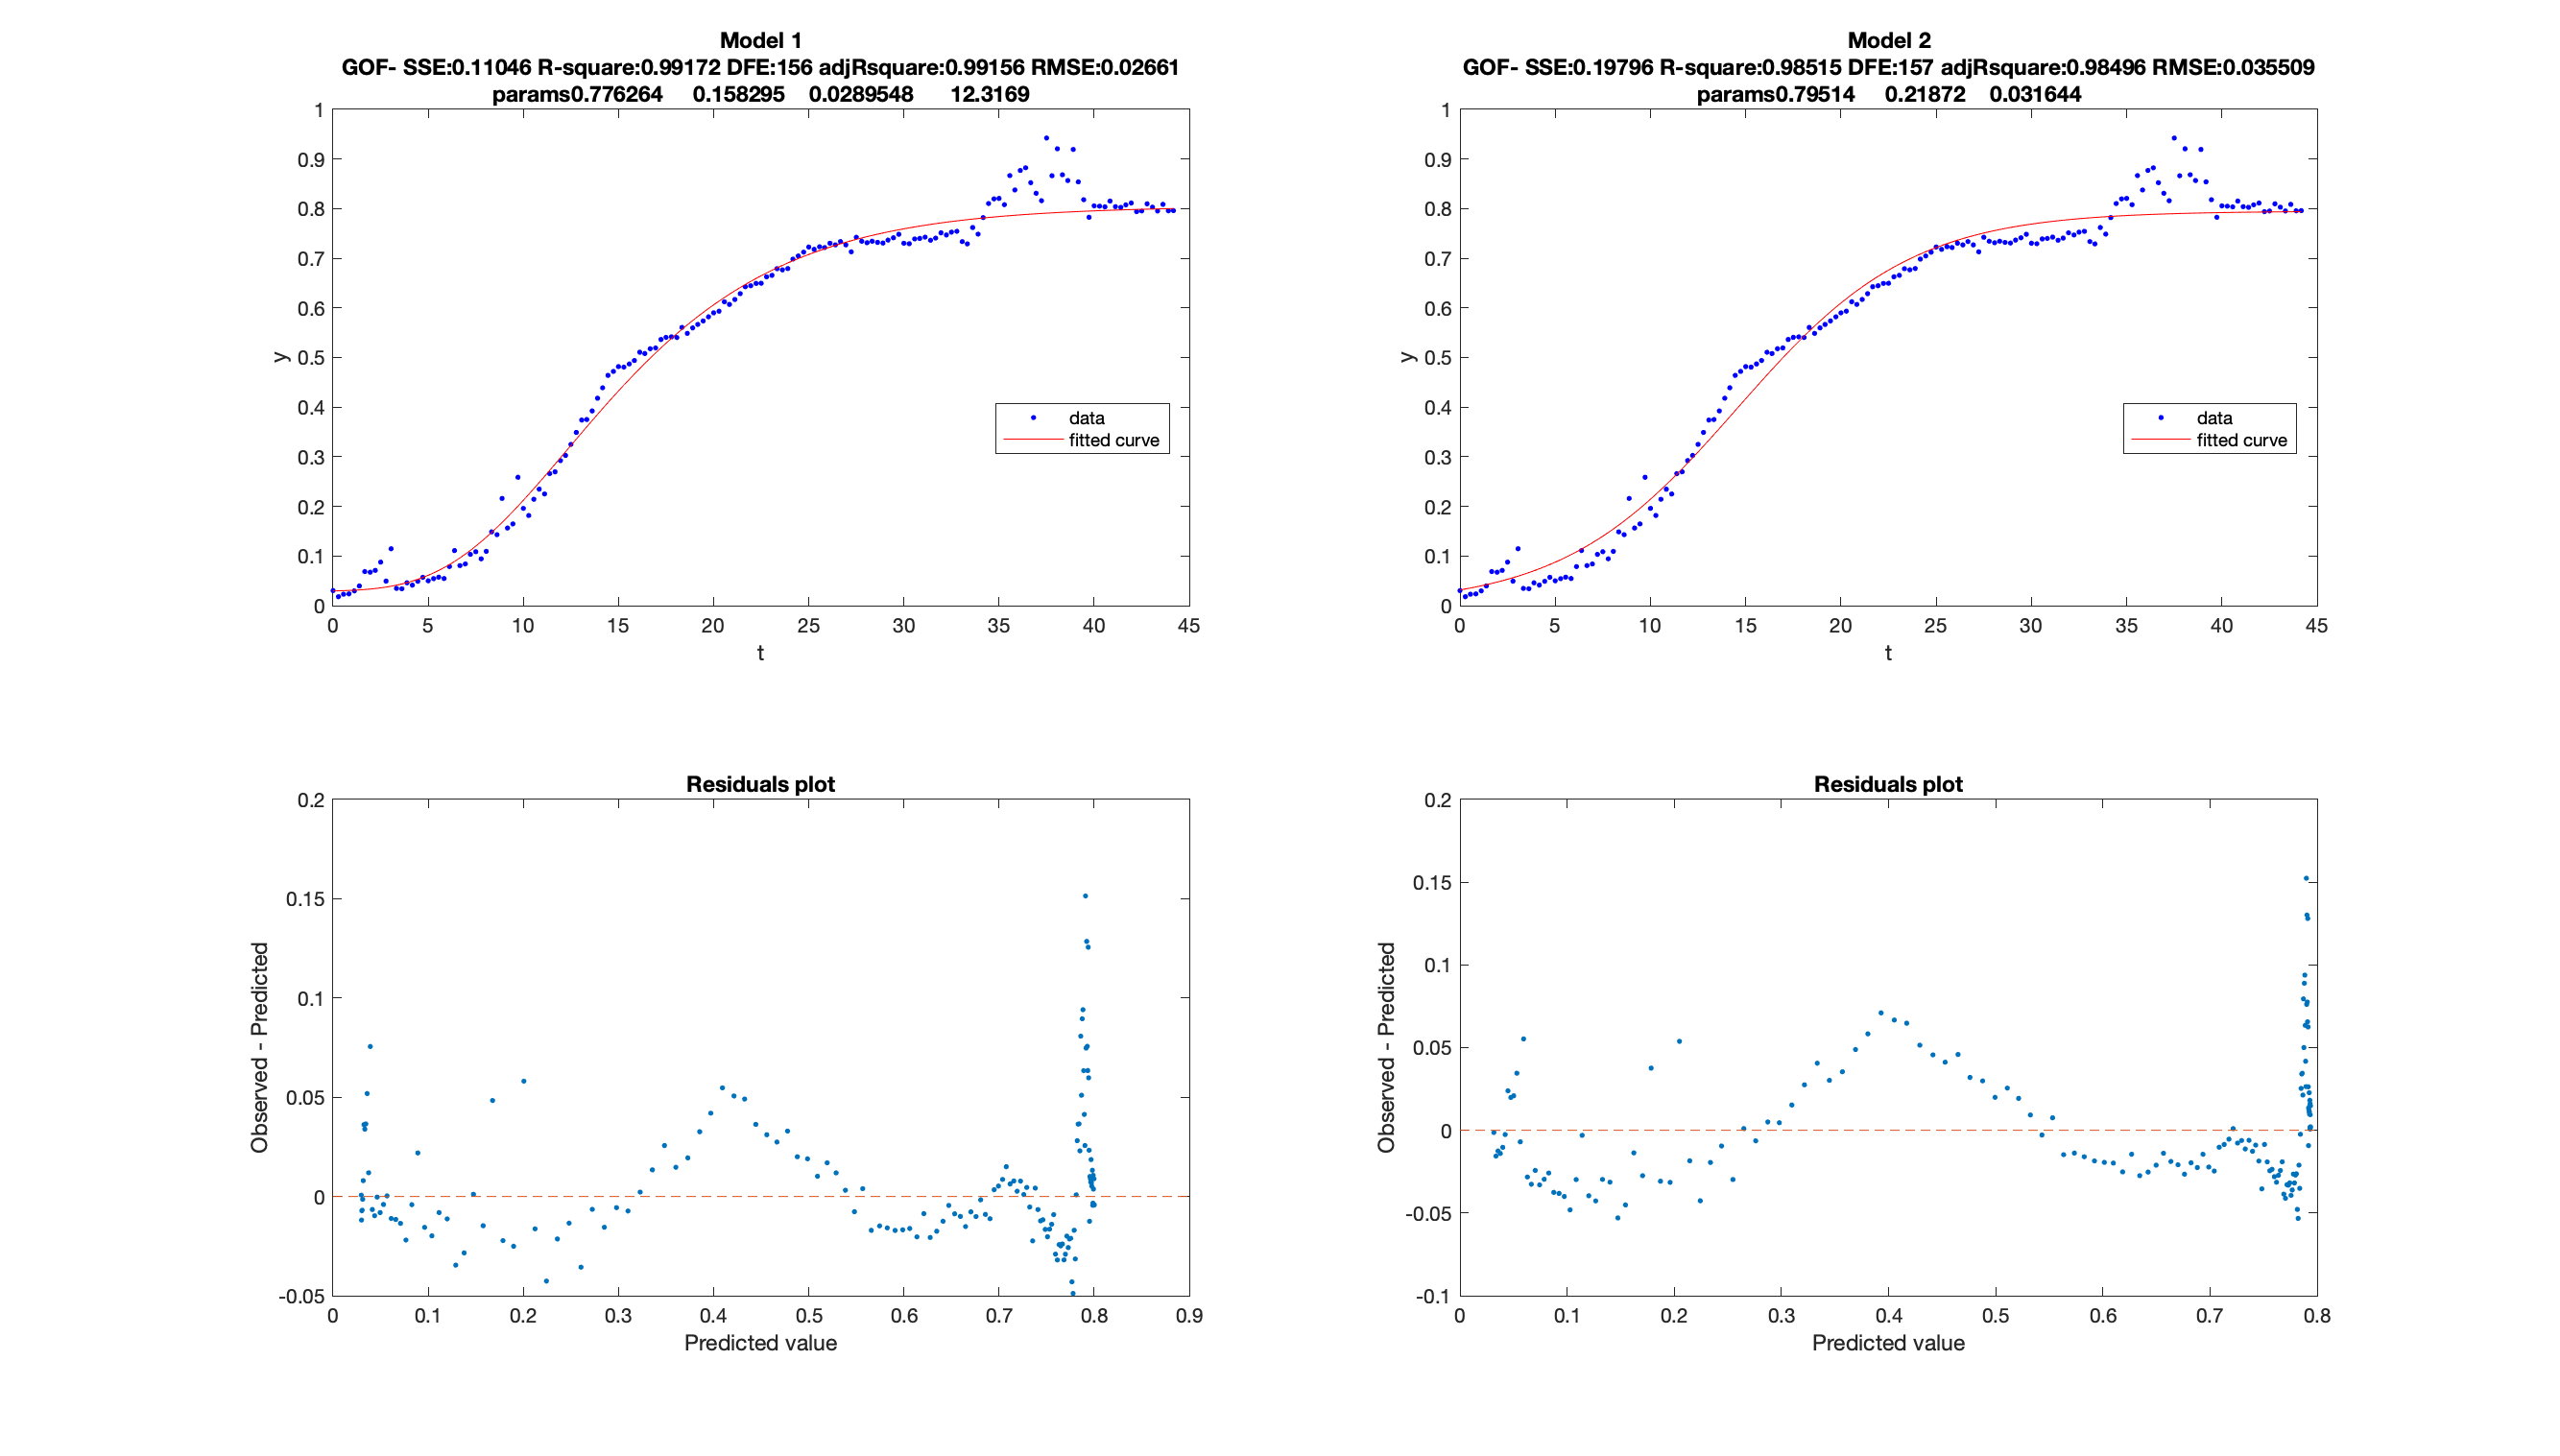 Model 1
GOF- SSE:0.11046 R-square:0.99172 DFE:156 adjRsquare:0.99156 RMSE:0.02661
params0.776264 0.158295 0.0289548 12.3169
1
0.9
0.8
0.7
0.6
0.5
0.4
0.3
0.2
0.1
0
y
data
fitted curve
0 5 10 15 20 25 30 35 40 45
t
Model 2
GOF- SSE:0.19796 R-square:0.98515 DFE:157 adjRsquare:0.98496 RMSE:0.035509
params0.79514 0.21872 0.031644
1
0.9
0.8
0.7
0.6
0.5
0.4
0.3
0.2
0.1
0
y
data
fitted curve
0 5 10 15 20 25 30 35 40 45
t
Residuals plot
0.2
0.15
0.1
0.05
0
-0.05
Observed - Predicted
0 0.1 0.2 0.3 0.4 0.5 0.6 0.7 0.8 0.9
Predicted value
Residuals plot
0.2
0.15
0.1
0.05
0
-0.05
-0.1
Observed - Predicted
0 0.1 0.2 0.3 0.4 0.5 0.6 0.7 0.8
Predicted value